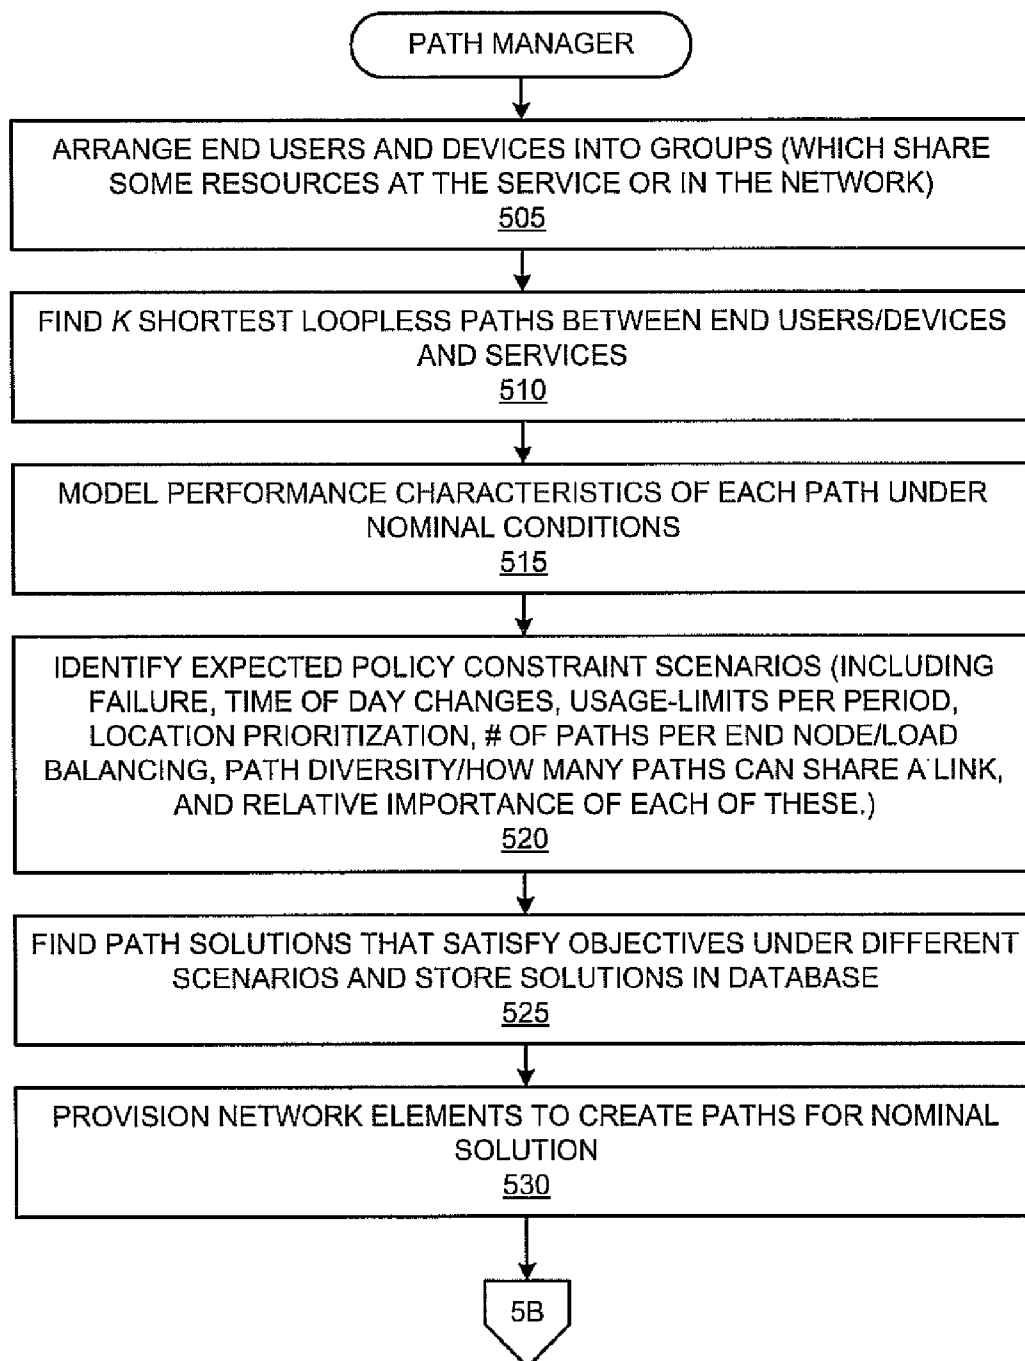 PATH MANAGER
ARRANGE END USERS AND DEVICES INTO GROUPS (WHICH SHARE
SOME RESOURCES AT THE SERVICE OR IN THE NETWORK)
505
FIND K SHORTEST LOOPLESS PATHS BETWEEN END USERS/DEVICES
AND SERVICES
510
MODEL PERFORMANCE CHARACTERISTICS OF EACH PATH UNDER
NOMINAL CONDITIONS
515
IDENTIFY EXPECTED POLICY CONSTRAINT SCENARIOS (INCLUDING
FAILURE, TIME OF DAY CHANGES, USAGE-LIMITS PER PERIOD,
LOCATION PRIORITIZATION, # OF PATHS PER END NODE/LOAD
BALANCING, PATH DIVERSITY/HOW MANY PATHS CAN SHARE A LINK,
AND RELATIVE IMPORTANCE OF EACH OF THESE.)
520
FIND PATH SOLUTIONS THAT SATISFY OBJECTIVES UNDER DIFFERENT
SCENARIOS AND STORE SOLUTIONS IN DATABASE
525
PROVISION NETWORK ELEMENTS TO CREATE PATHS FOR NOMINAL
SOLUTION
530
5B